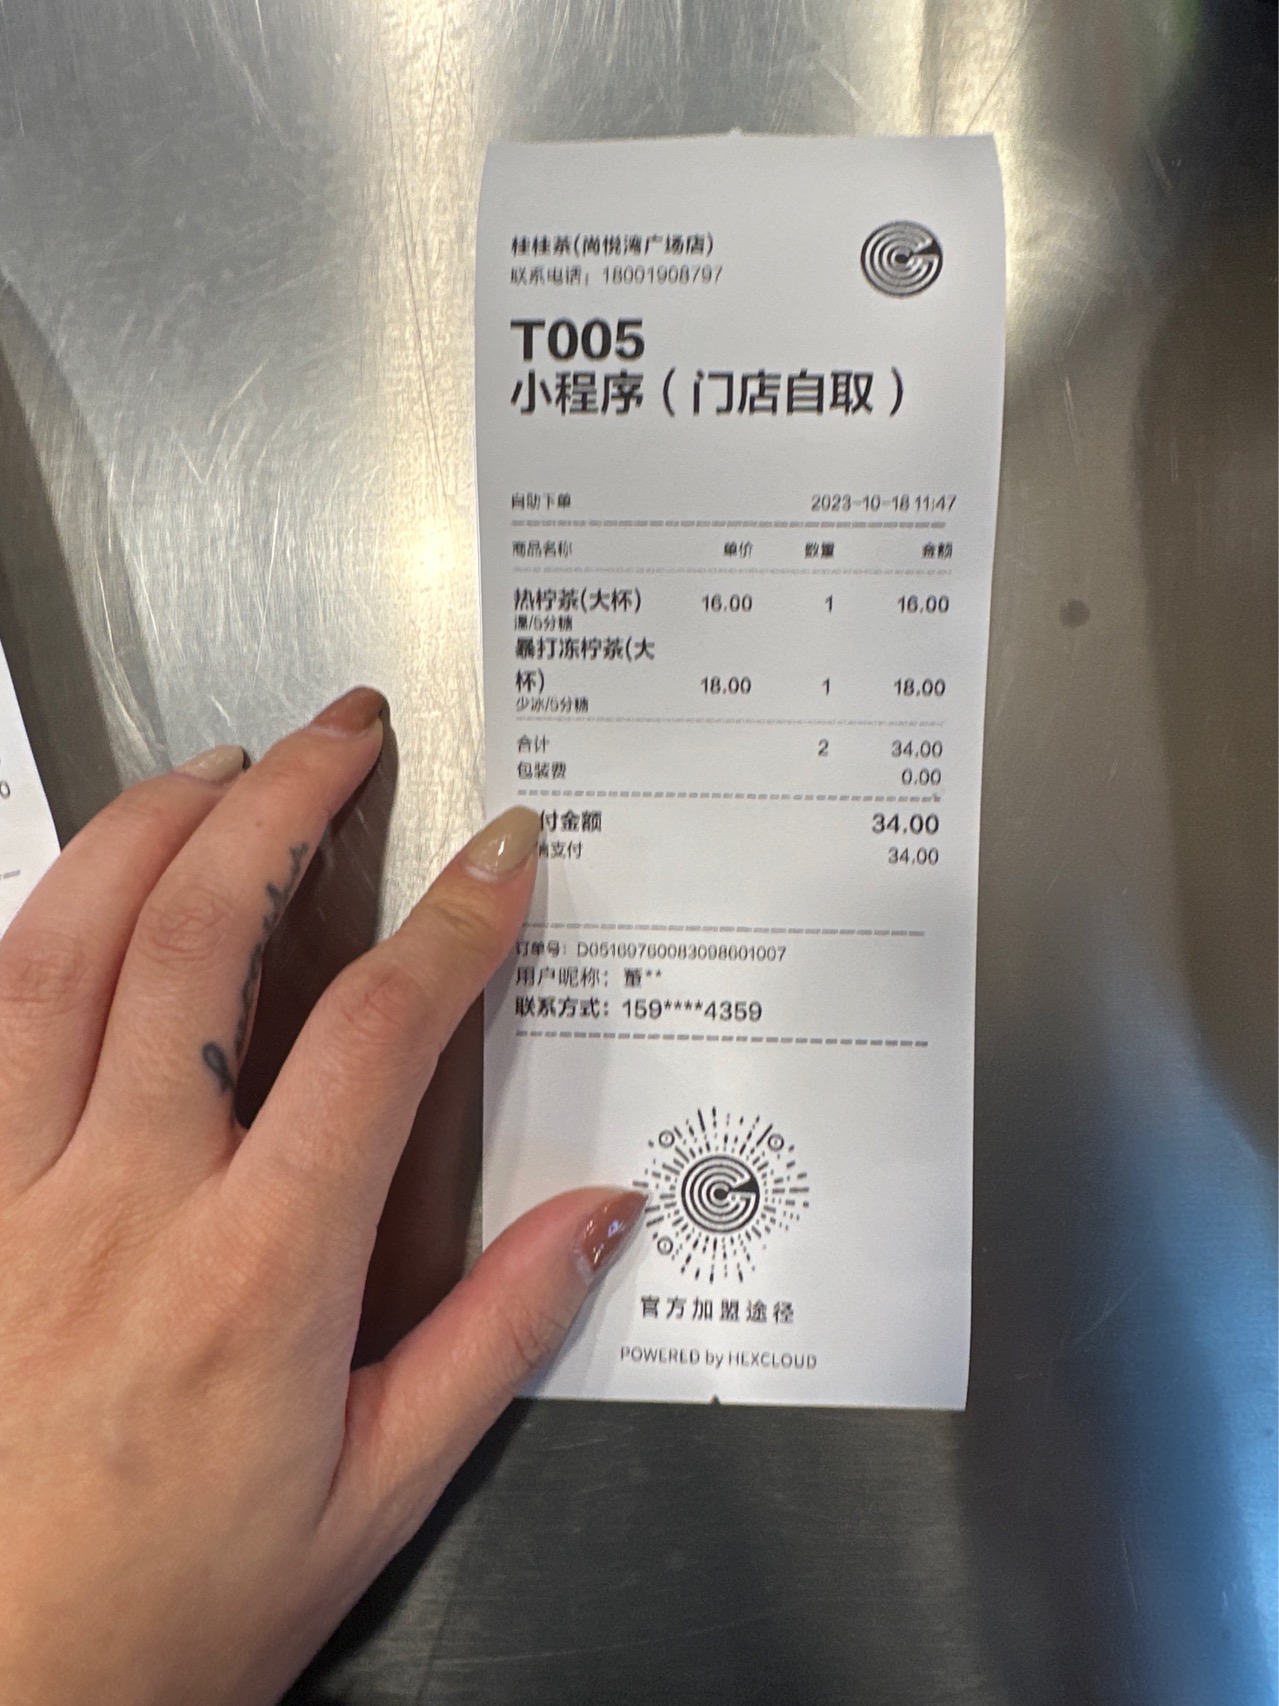 桂桂茶(尚悦湾广场店)
联系电话: 18001908797
T005
小程序（门店自取）
自助下单 2023-10-18 11:47
商品名称 单价 数量 金额
热柠茶(大杯) 16.00 1 16.00
温/5分糖
暴打冻柠茶(大
杯) 18.00 1 18.00
少冰/5分糖
合计 2 34.00
包装费 0.00
付金额 34.00
支付 34.00
订单号: D051697600083098601007
用户昵称: 董**
联系方式: 159****4359
官方加盟途径
POWERED by HEXCLOUD